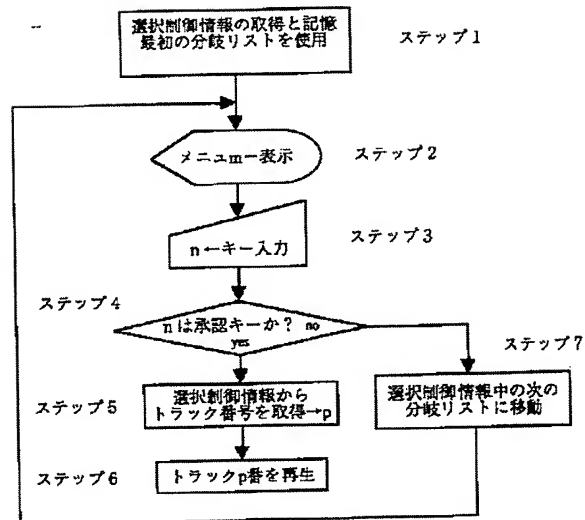 選択制御情報の取得と記憶
最初の分岐リストを使用
ステップ1
メニューm表示
ステップ2
n←キー入力
ステップ3
ステップ4
nは承認キーか? no
yes
ステップ7
ステップ5
選択制御情報から
トラック番号を取得→p
選択制御情報中の次の
分岐リストに移動
ステップ6
トラックp番を再生